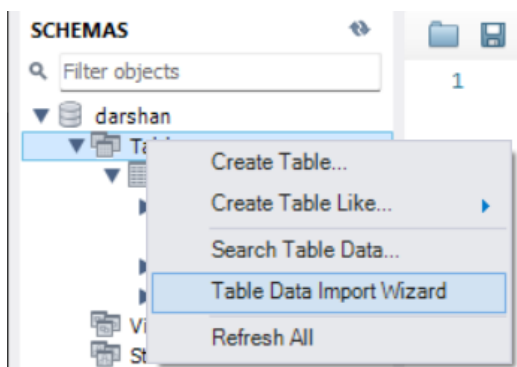 SCHEMAS
Filter objects
1
darshan
Create Table...
Create Table Like...
Search Table Data...
Table Data Import Wizard
Refresh All